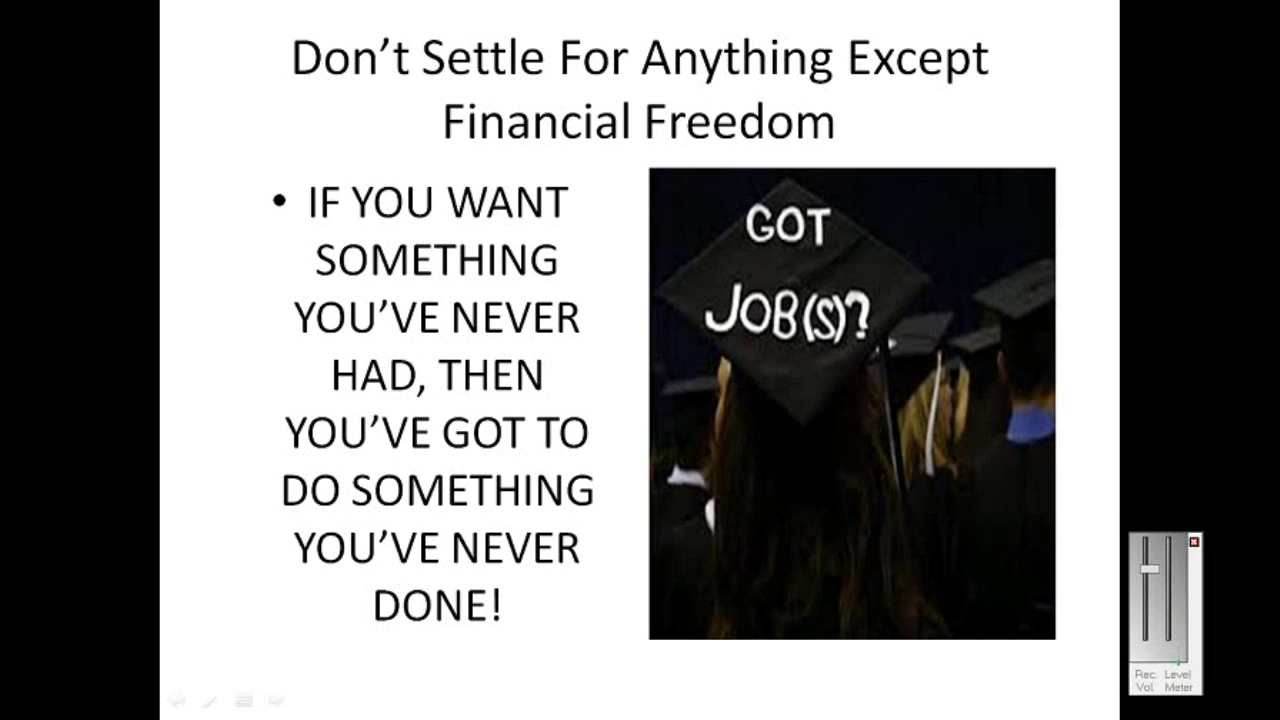 Don’t Settle For Anything Except
Financial Freedom
• IF YOU WANT
SOMETHING
YOU’VE NEVER
HAD, THEN
YOU’VE GOT TO
DO SOMETHING
YOU’VE NEVER
DONE!
GOT
JOB(S)?
Rec. Level
Vol. Meter